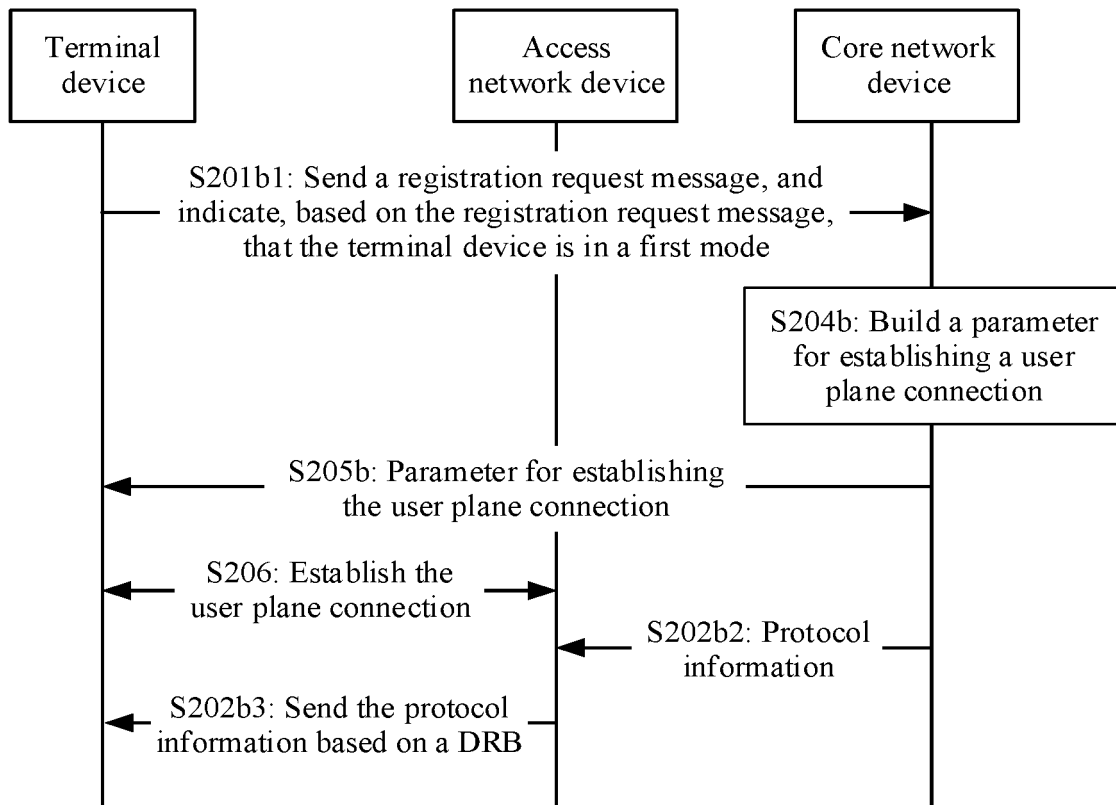 Terminal
device
Access
network device
Core network
device
S201b1: Send a registration request message, and
indicate, based on the registration request message,
that the terminal device is in a first mode
S204b: Build a parameter
for establishing a user
plane connection
S205b: Parameter for establishing
the user plane connection
S206: Establish the
user plane connection
S202b2: Protocol
information
S202b3: Send the protocol
information based on a DRB